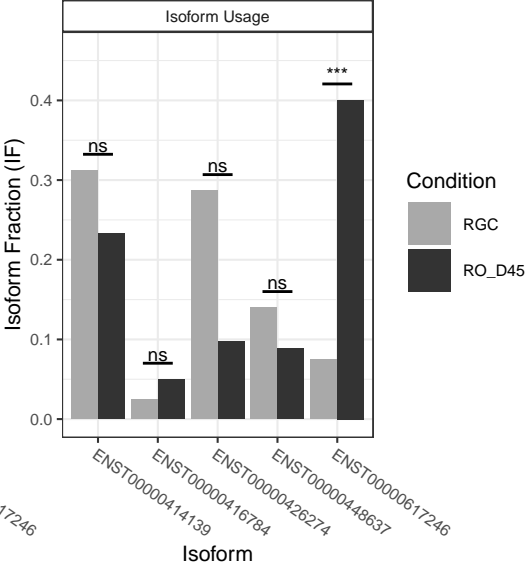 Isoform Usage
Isoform Fraction (IF)
0.4
0.3
0.2
0.1
0.0
ns
ns
ns
ns
***
ENST00000414139
ENST00000416784
ENST00000426274
ENST00000448637
ENST00000617246
17246
Isoform
Condition
RGC
RO_D45